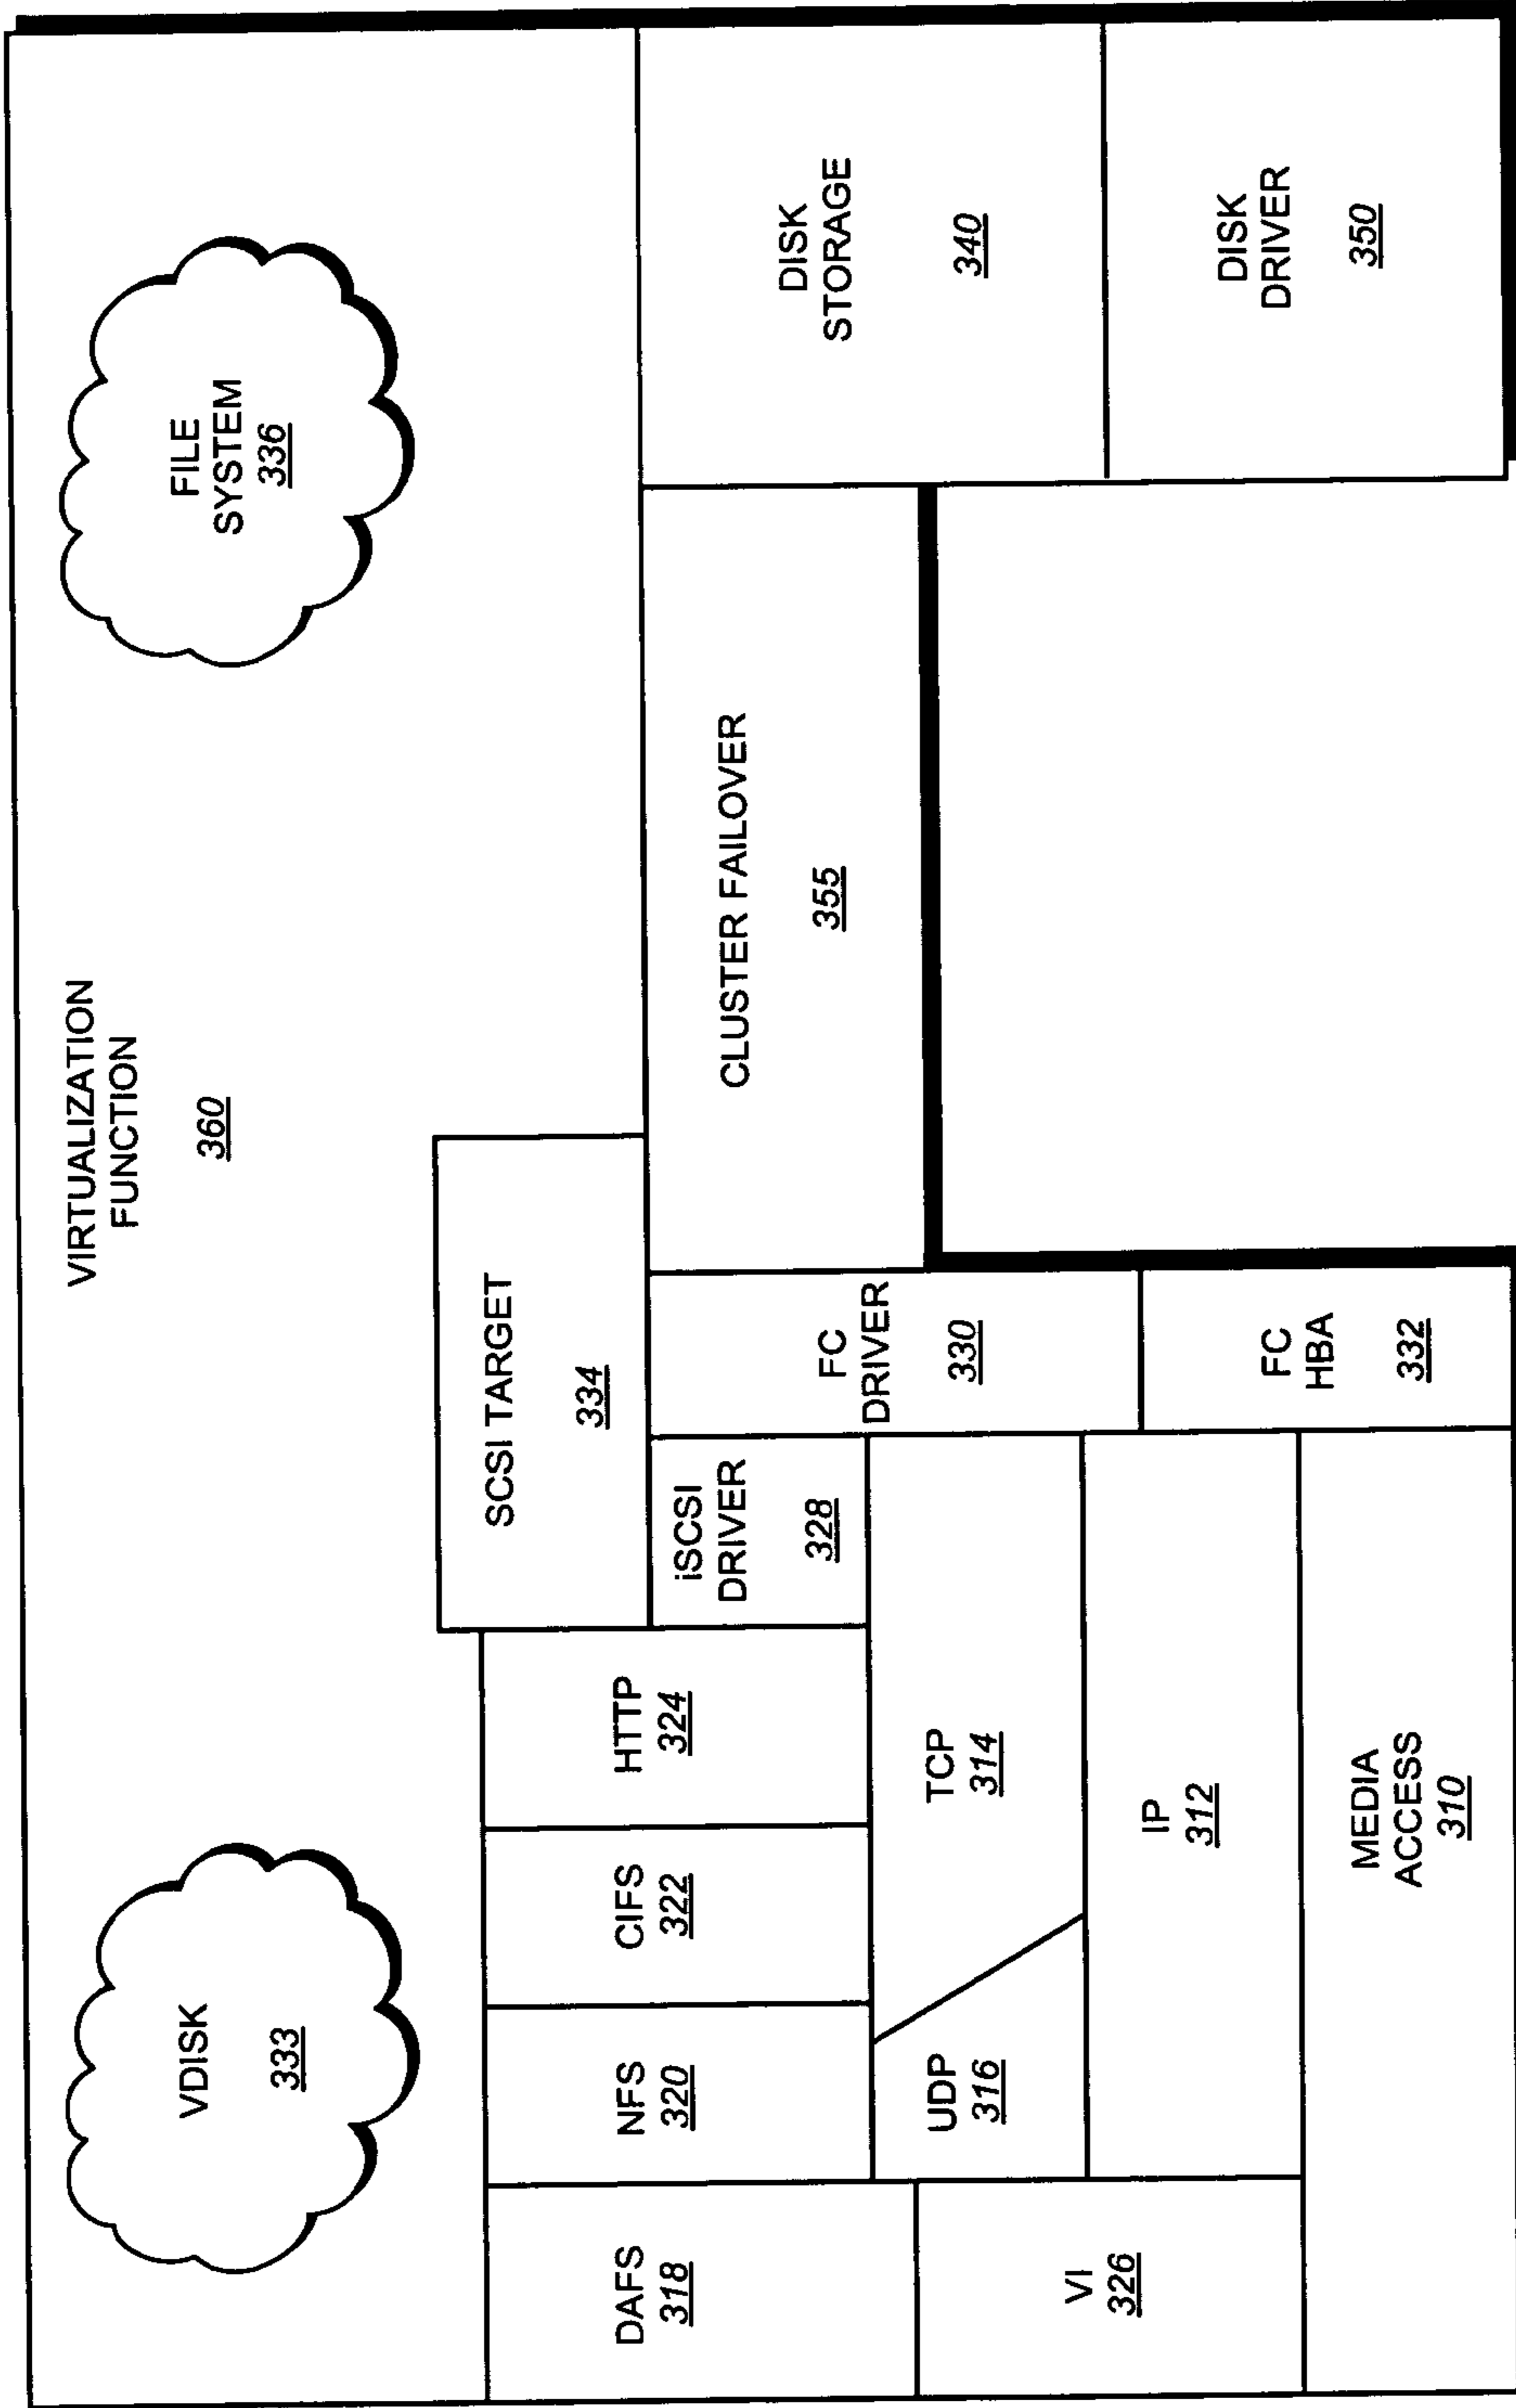 VIRTUALIZATION
FUNCTION
360
VDISK
333
FILE
SYSTEM
336
SCSI TARGET
334
DAFS
318
NFS
320
CIFS
322
HTTP
324
iSCSI
DRIVER
328
FC
DRIVER
330
CLUSTER FAILOVER
355
DISK
STORAGE
340
VI
326
UDP
316
TCP
314
IP
312
FC
HBA
332
DISK
DRIVER
350
MEDIA
ACCESS
310